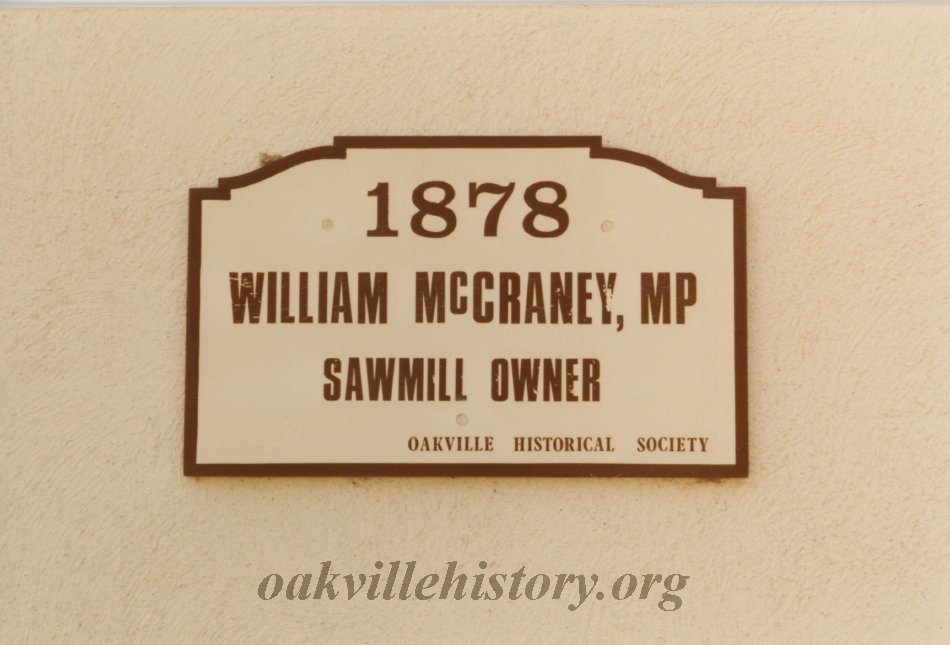 1878
WILLIAM McCRANEY, MP
SAWMILL OWNER
OAKVILLE HISTORICAL SOCIETY
oakvillehistory.org